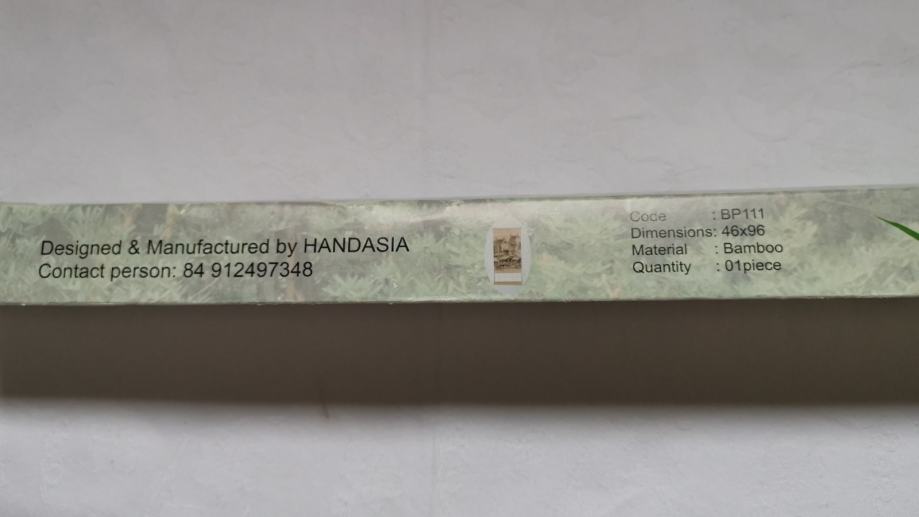 Designed & Manufactured by HANDASIA
Contact person: 84 912497348
Code : BP111
Dimensions: 46x96
Material : Bamboo
Quantity : 01piece